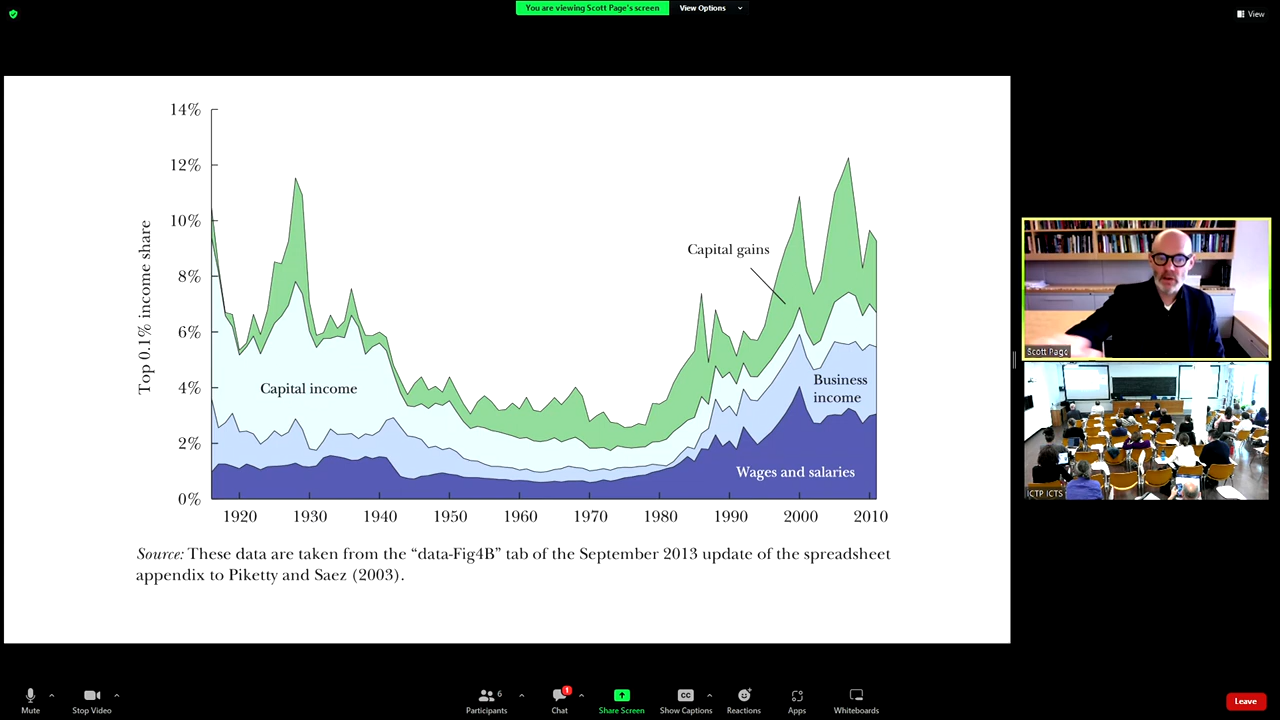 You are viewing Scott Page's screen
View Options
View
14%
12%
10%
8%
6%
4%
2%
0%
Top 0.1% income share
Capital gains
Capital income
Business
income
Wages and salaries
1920 1930 1940 1950 1960 1970 1980 1990 2000 2010
Source: These data are taken from the “data-Fig4B” tab of the September 2013 update of the spreadsheet
appendix to Piketty and Saez (2003).
Scott Page
ICTP ICTS
Mute
Stop Video
Participants
6
Chat
1
Share Screen
CC
Show Captions
Reactions
Apps
Whiteboards
Leave